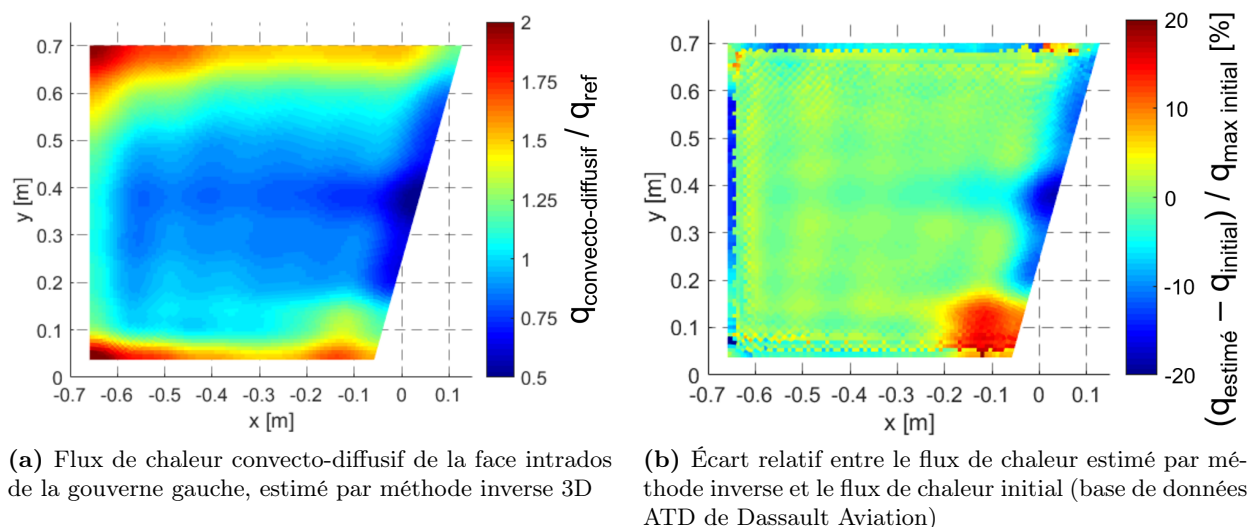 0.7
0.6
0.5
0.4
0.3
0.2
0.1
0
y [m]
-0.7 -0.6 -0.5 -0.4 -0.3 -0.2 -0.1 0 0.1
x [m]
2
1.75
1.5
1.25
1
0.75
0.5
qconvecto-diffusif / qref
0.7
0.6
0.5
0.4
0.3
0.2
0.1
0
y [m]
-0.7 -0.6 -0.5 -0.4 -0.3 -0.2 -0.1 0 0.1
x [m]
20
10
0
-10
-20
(qestimé − qinitial) / qmax initial [%]
(a) Flux de chaleur convecto-diffusif de la face intrados
de la gouverne gauche, estimé par méthode inverse 3D
(b) Écart relatif entre le flux de chaleur estimé par mé-
thode inverse et le flux de chaleur initial (base de données
ATD de Dassault Aviation)